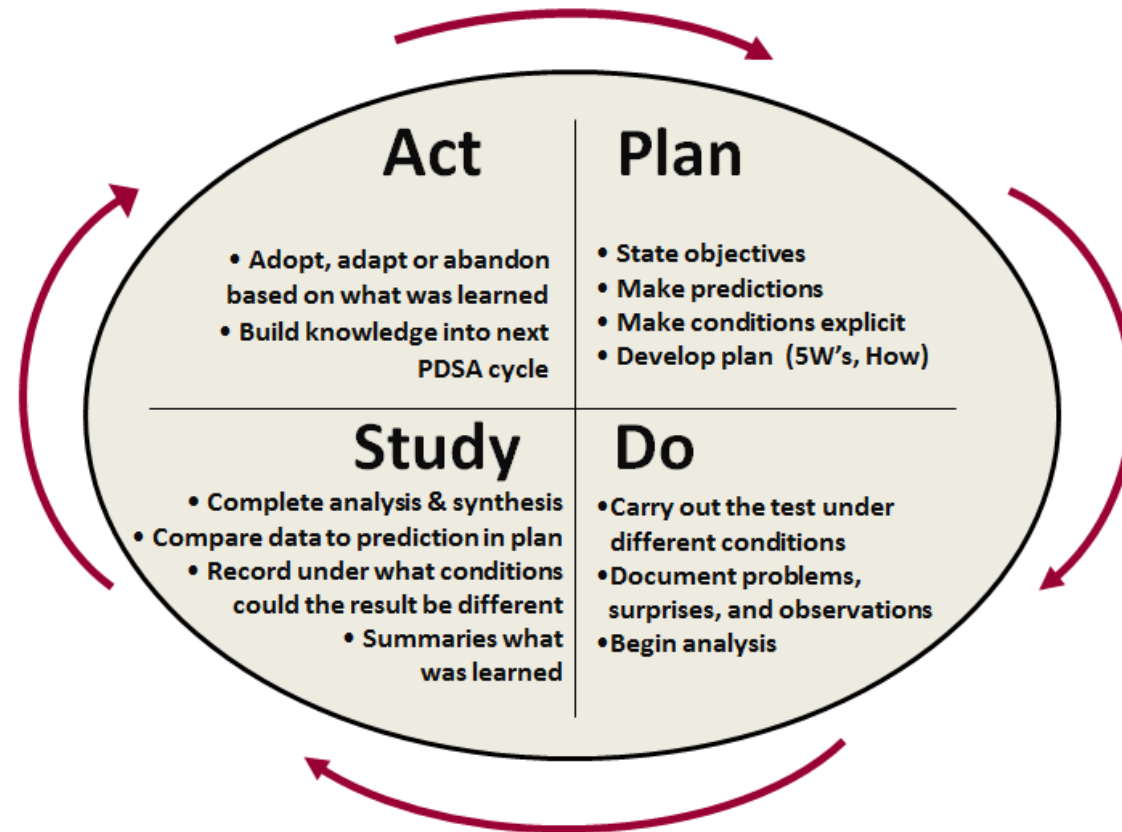 Act
• Adopt, adapt or abandon
based on what was learned
• Build knowledge into next
PDSA cycle
Plan
• State objectives
• Make predictions
• Make conditions explicit
• Develop plan (5W's, How)
Study
• Complete analysis & synthesis
• Compare data to prediction in plan
• Record under what conditions
could the result be different
• Summaries what
was learned
Do
•Carry out the test under
different conditions
•Document problems,
surprises, and observations
•Begin analysis